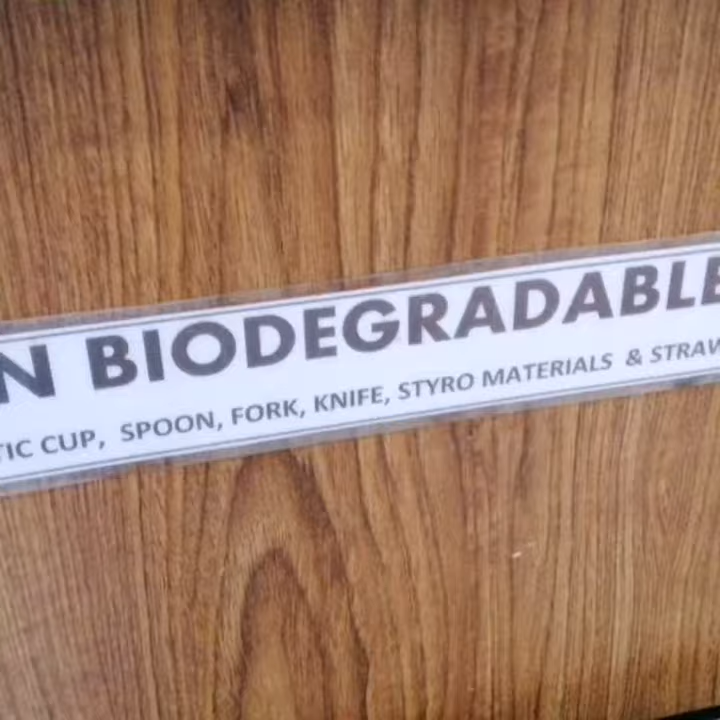 N BIODEGRADABLE
TIC CUP, SPOON, FORK, KNIFE, STYRO MATERIALS & STRAW